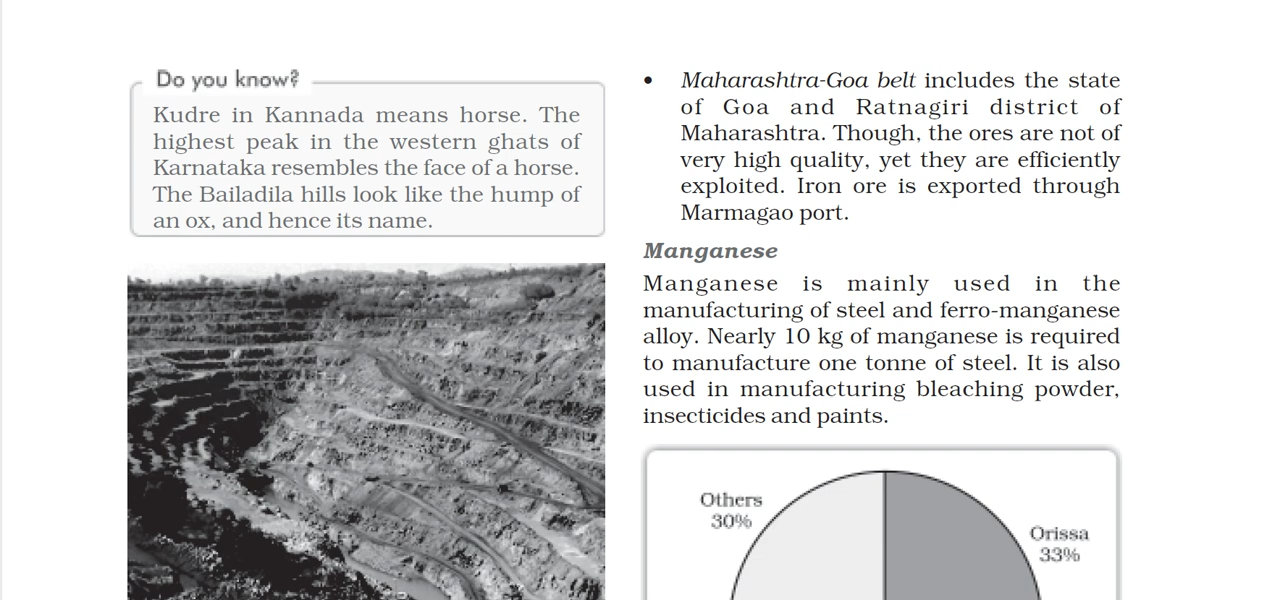 Do you know?
Kudre in Kannada means horse. The
highest peak in the western ghats of
Karnataka resembles the face of a horse.
The Bailadila hills look like the hump of
an ox, and hence its name.
• Maharashtra-Goa belt includes the state
of Goa and Ratnagiri district of
Maharashtra. Though, the ores are not of
very high quality, yet they are efficiently
exploited. Iron ore is exported through
Marmagao port.
Manganese
Manganese is mainly used in the
manufacturing of steel and ferro-manganese
alloy. Nearly 10 kg of manganese is required
to manufacture one tonne of steel. It is also
used in manufacturing bleaching powder,
insecticides and paints.
Others
30%
Orissa
33%